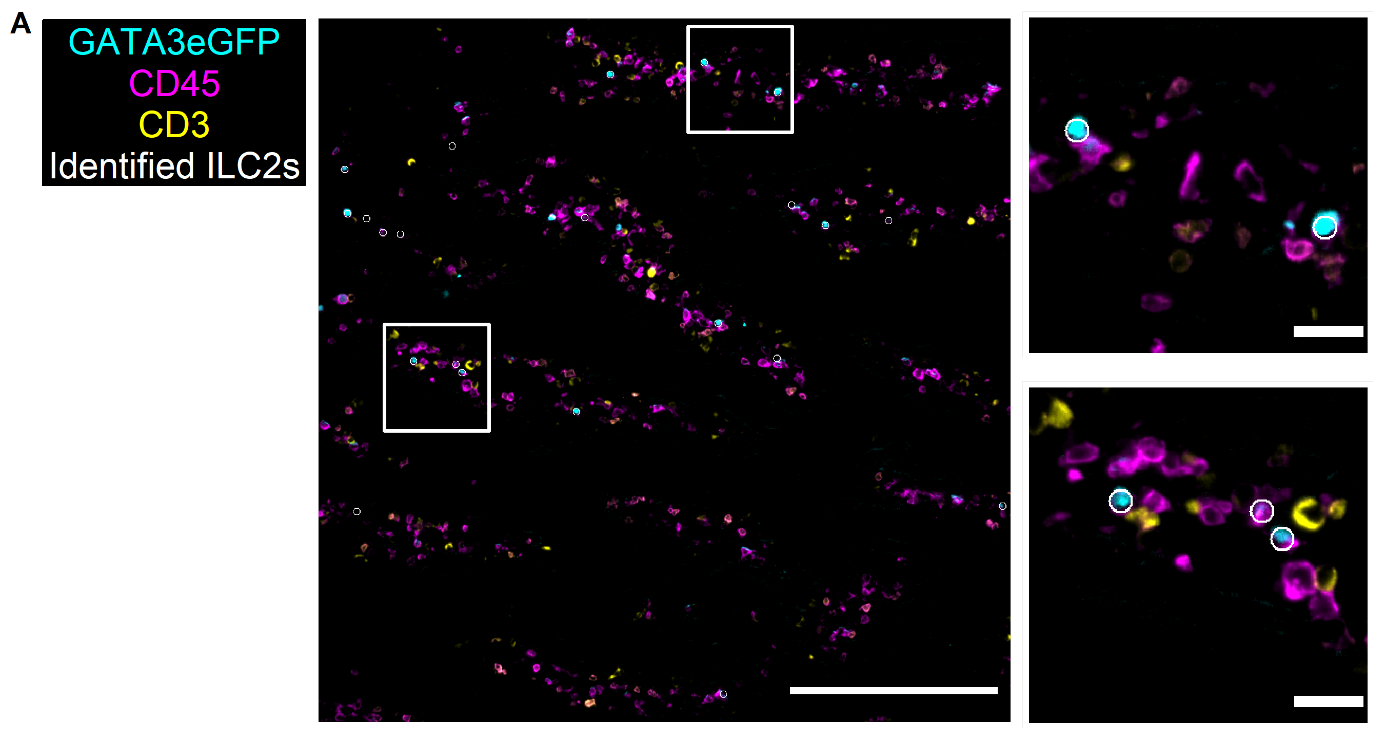 A
GATA3eGFP
CD45
CD3
Identified ILC2s